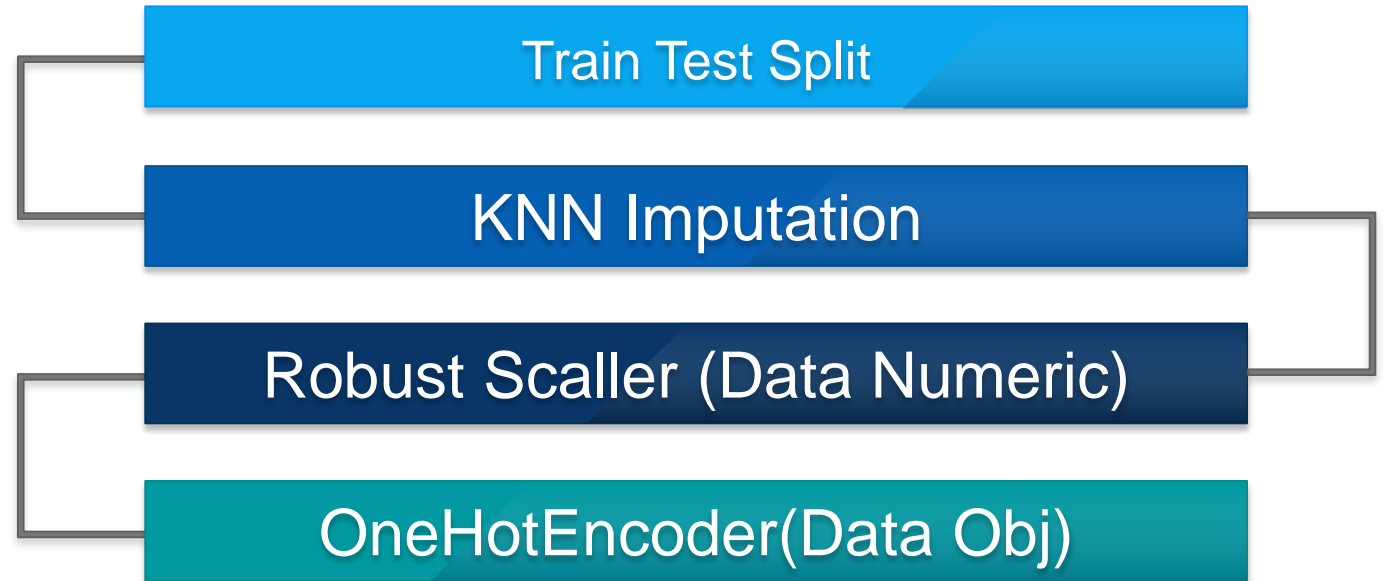 Train Test Split
KNN Imputation
Robust Scaller (Data Numeric)
OneHotEncoder(Data Obj)